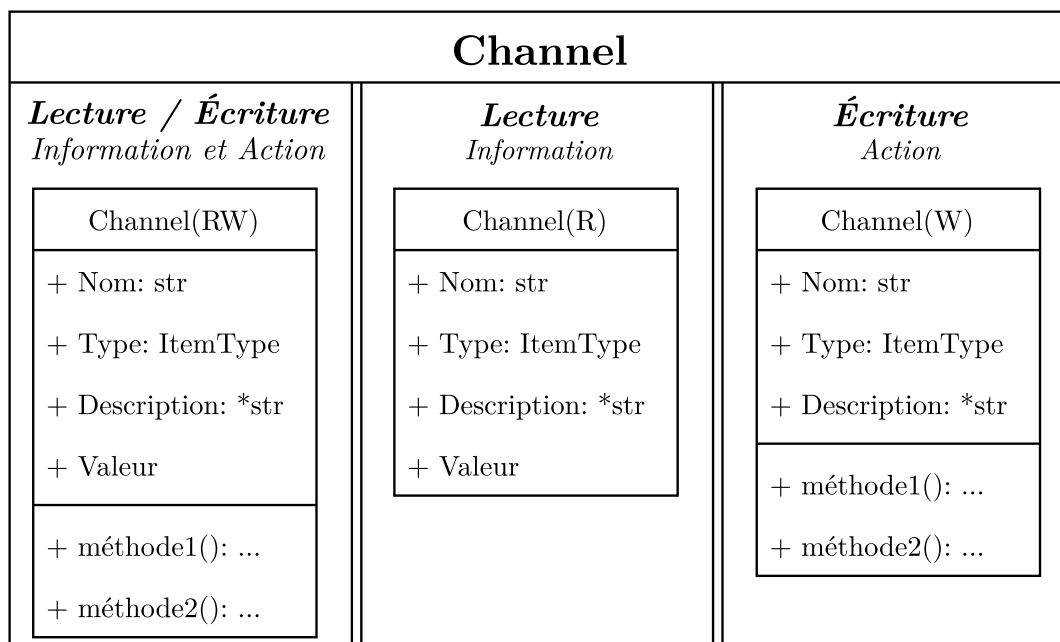 Channel
Lecture / Écriture
Information et Action
Channel(RW)
+ Nom: str
+ Type: ItemType
+ Description: *str
+ Valeur
+ méthode1(): ...
+ méthode2(): ...
Lecture
Information
Channel(R)
+ Nom: str
+ Type: ItemType
+ Description: *str
+ Valeur
Écriture
Action
Channel(W)
+ Nom: str
+ Type: ItemType
+ Description: *str
+ méthode1(): ...
+ méthode2(): ...